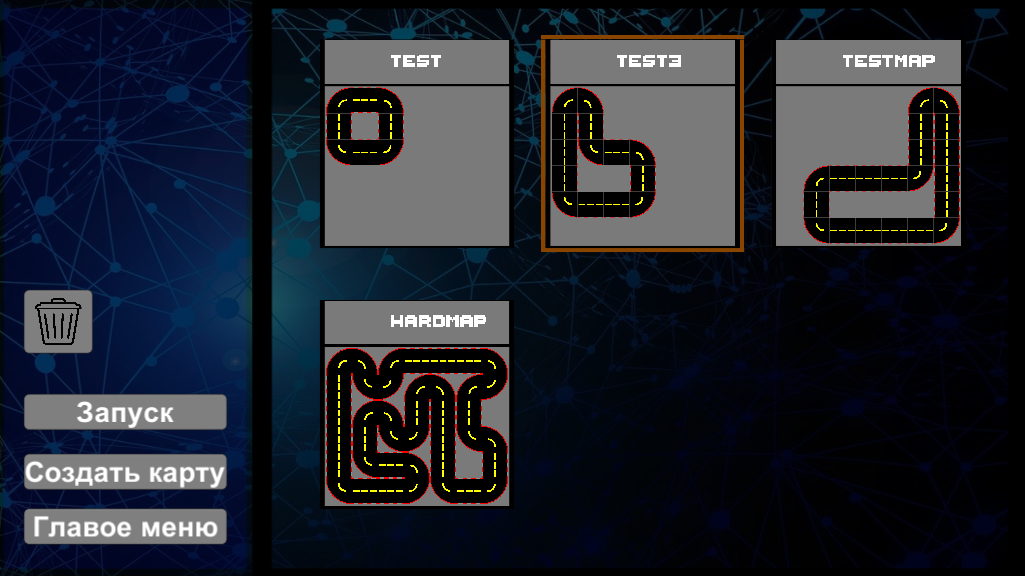 TEST
TEST3
TESTMAP
HARDMAP
Запуск
Создать карту
Главое меню